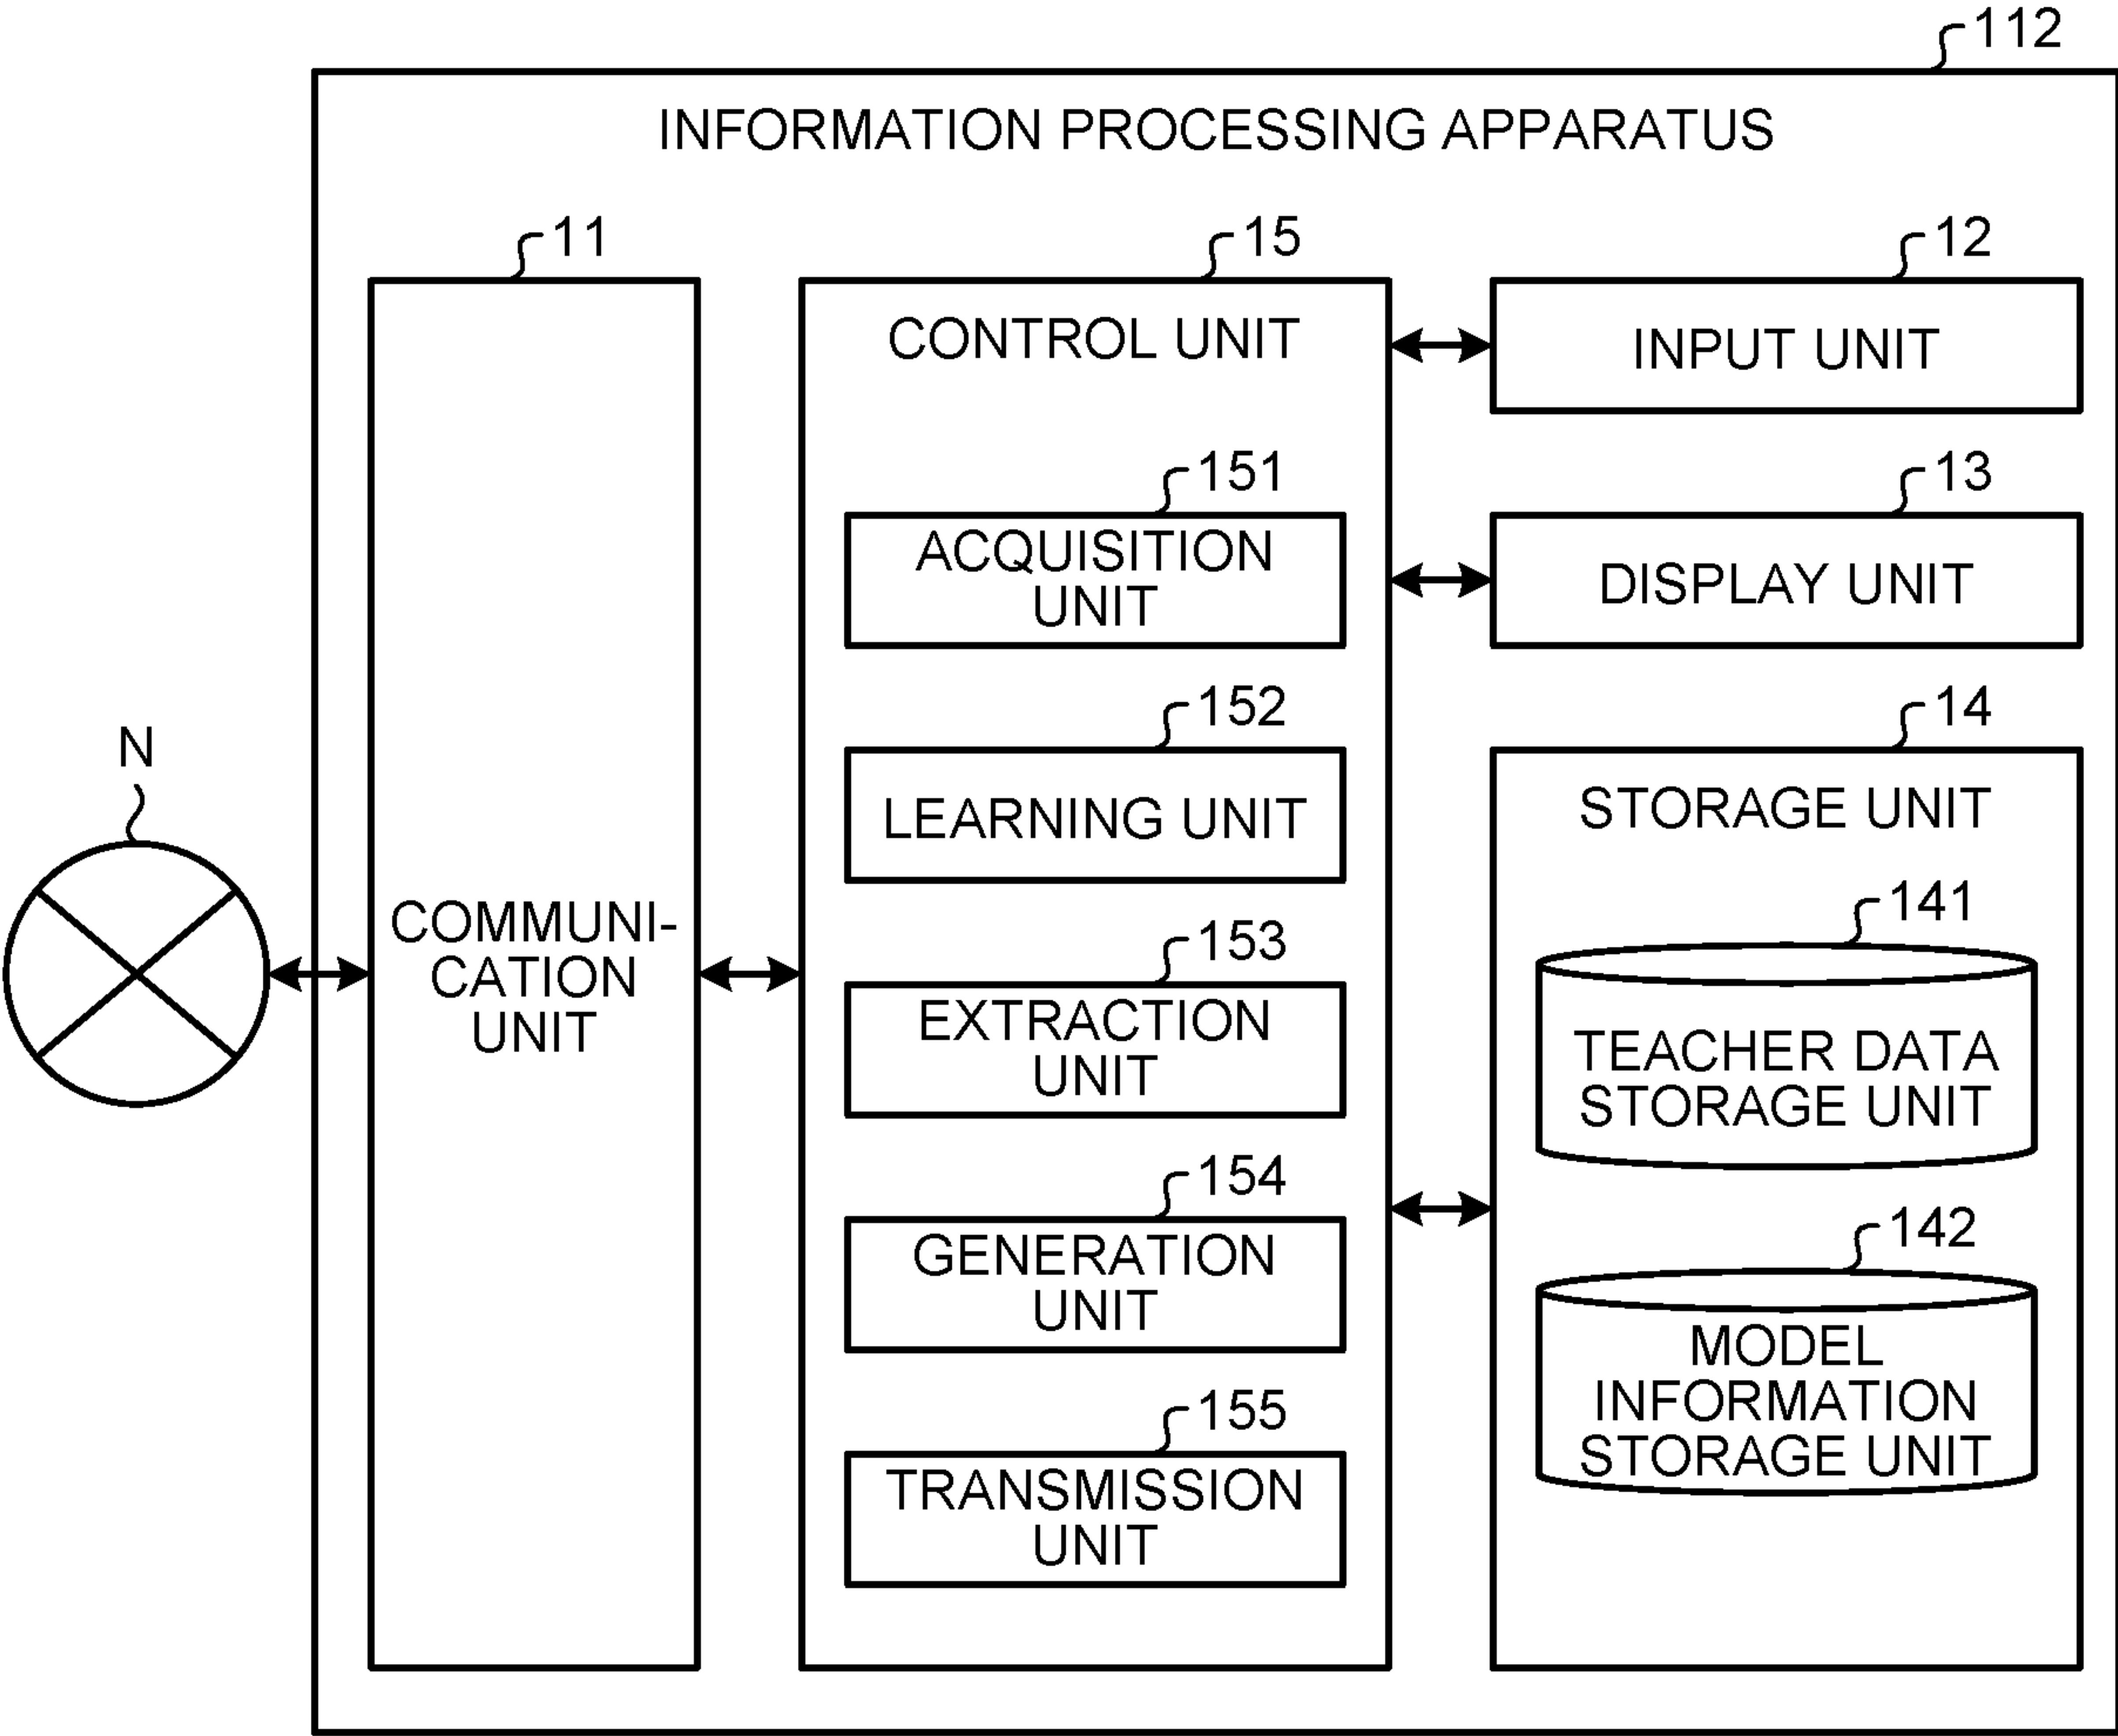 112
INFORMATION PROCESSING APPARATUS
11
COMMUNI-
CATION
UNIT
15
CONTROL UNIT
151
ACQUISITION
UNIT
152
LEARNING UNIT
153
EXTRACTION
UNIT
154
GENERATION
UNIT
155
TRANSMISSION
UNIT
12
INPUT UNIT
13
DISPLAY UNIT
14
STORAGE UNIT
141
TEACHER DATA
STORAGE UNIT
142
MODEL
INFORMATION
STORAGE UNIT
N